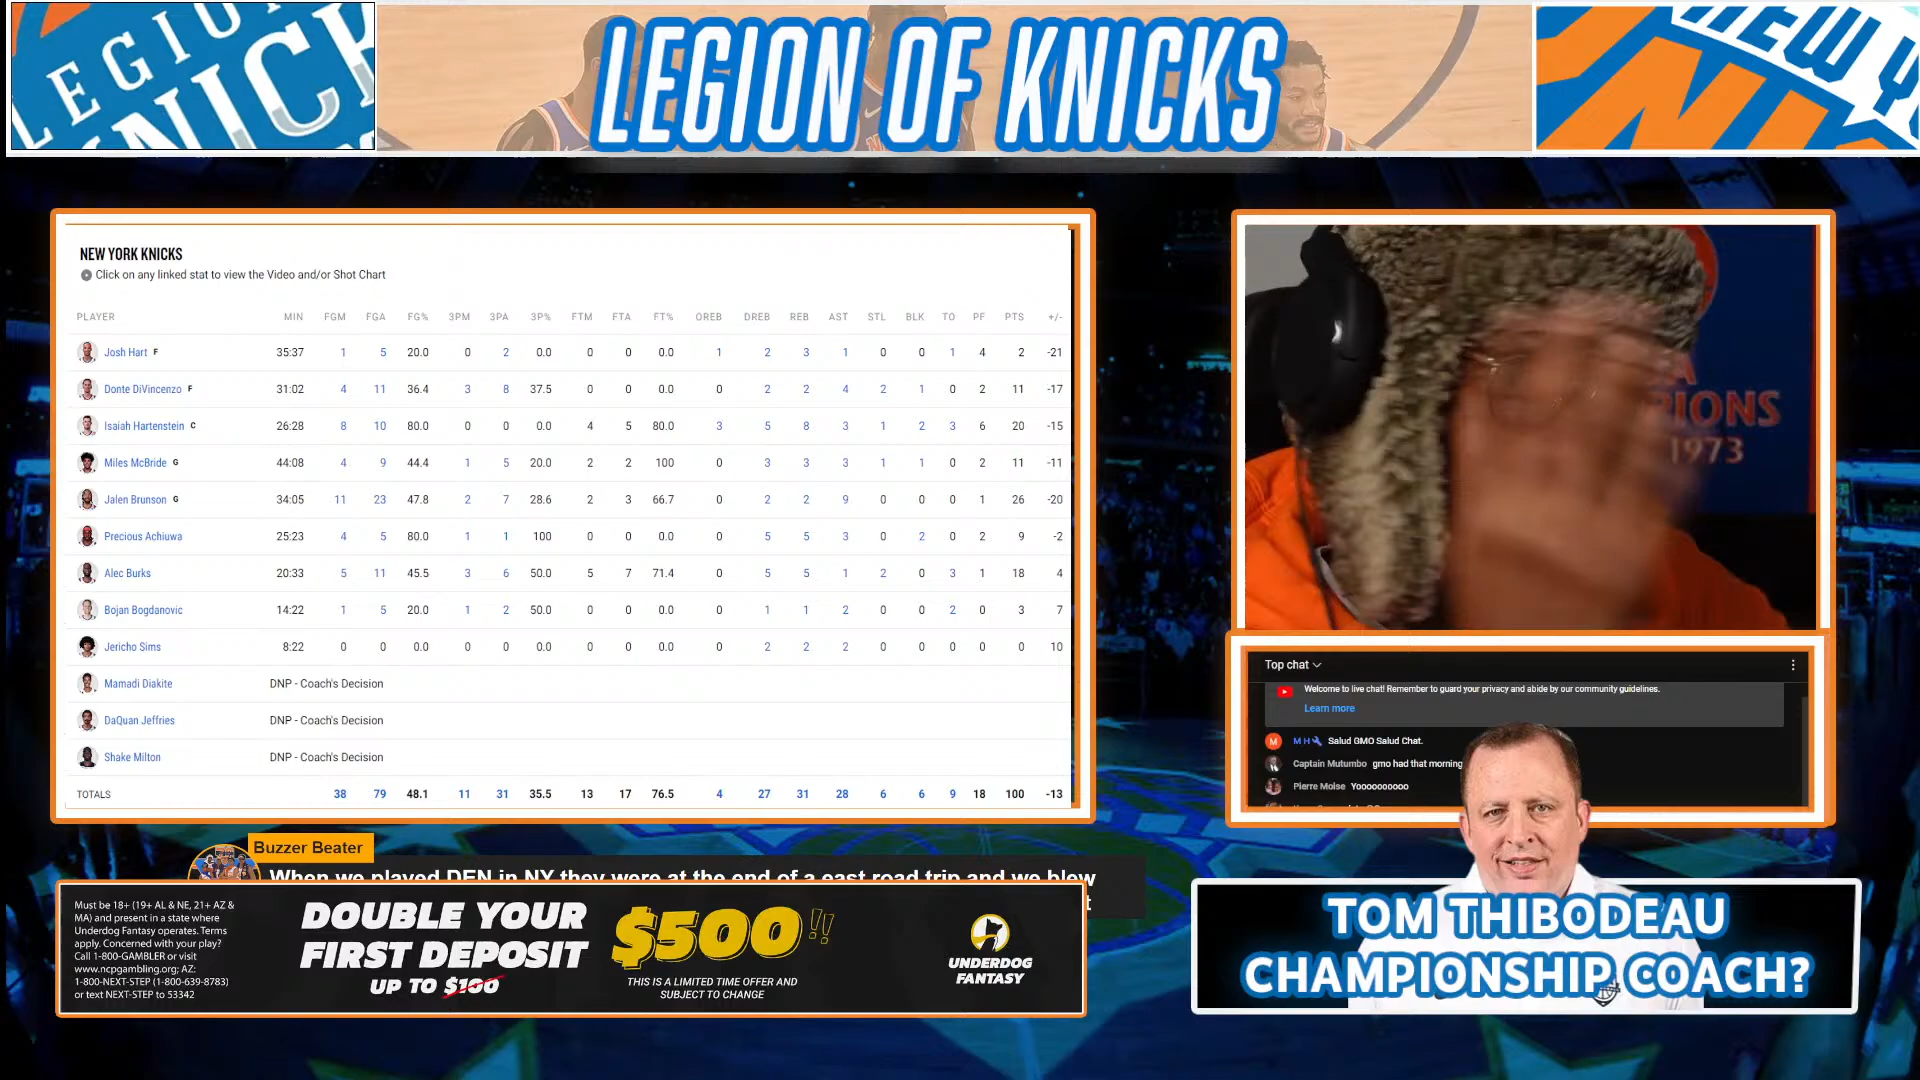 LEGION
KNICK
LEGION OF KNICKS
NEW Y
NEW YORK KNICKS
Click on any linked stat to view the Video and/or Shot Chart
PLAYER MIN FGM FGA FG% 3PM 3PA 3P% FTM FTA FT% OREB DREB REB AST STL BLK TO PF PTS +/-
Josh Hart F 35:37 1 5 20.0 0 2 0.0 0 0 0.0 1 2 3 1 0 0 1 4 2 -21
Donte DiVincenzo F 31:02 4 11 36.4 3 8 37.5 0 0 0.0 0 2 2 4 2 1 0 2 11 -17
Isaiah Hartenstein C 26:28 8 10 80.0 0 0 0.0 4 5 80.0 3 5 8 3 1 2 3 6 20 -15
Miles McBride G 44:08 4 9 44.4 1 5 20.0 2 2 100 0 3 3 3 1 1 0 2 11 -11
Jalen Brunson G 34:05 11 23 47.8 2 7 28.6 2 3 66.7 0 2 2 9 0 0 0 1 26 -20
Precious Achiuwa 25:23 4 5 80.0 1 1 100 0 0 0.0 0 5 5 3 0 2 0 2 9 -2
Alec Burks 20:33 5 11 45.5 3 6 50.0 5 7 71.4 0 5 5 1 2 0 3 1 18 4
Bojan Bogdanovic 14:22 1 5 20.0 1 2 50.0 0 0 0.0 0 1 1 2 0 0 2 0 3 7
Jericho Sims 8:22 0 0 0.0 0 0 0.0 0 0 0.0 0 2 2 2 0 0 0 0 0 10
Mamadi Diakite DNP - Coach's Decision
DaQuan Jeffries DNP - Coach's Decision
Shake Milton DNP - Coach's Decision
TOTALS 38 79 48.1 11 31 35.5 13 17 76.5 4 27 31 28 6 6 9 18 100 -13
IONS
1973
Top chat
Welcome to live chat! Remember to guard your privacy and abide by our community guidelines.
Learn more
M
M H Salud GMO Salud Chat.
Captain Mutumbo gmo had that morning
Pierre Moise Yoooooooooo
Buzzer Beater
When we played DEN in NY they were at the end of a east road trip and we blew
Must be 18+ (19+ AL & NE, 21+ AZ &
MA) and present in a state where
Underdog Fantasy operates. Terms
apply. Concerned with your play?
Call 1-800-GAMBLER or visit
www.ncpgambling.org; AZ:
1-800-NEXT-STEP (1-800-639-8783)
or text NEXT-STEP to 53342
DOUBLE YOUR
FIRST DEPOSIT
UP TO $100
$500!!
THIS IS A LIMITED TIME OFFER AND
SUBJECT TO CHANGE
UNDERDOG
FANTASY
TOM THIBODEAU
CHAMPIONSHIP COACH?